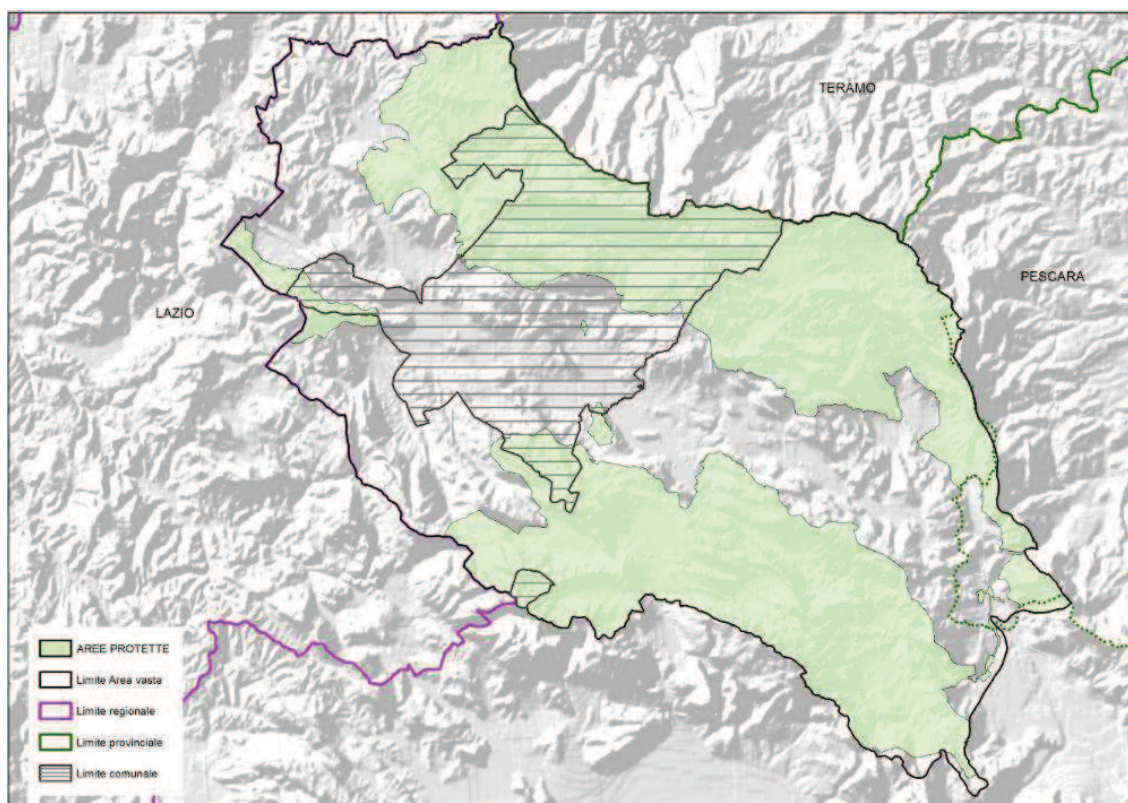 TERAMO
PESCARA
LAZIO
AREE PROTETTE
Limite Area vasta
Limite regionale
Limite provinciale
Limite comunale